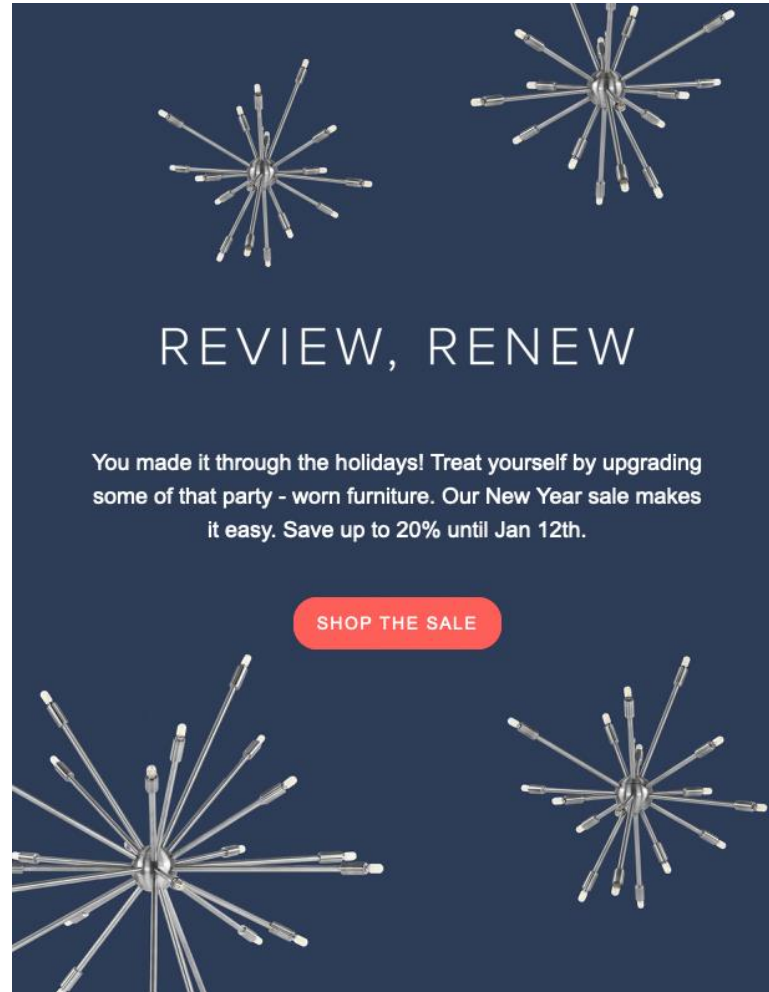 REVIEW, RENEW
You made it through the holidays! Treat yourself by upgrading
some of that party - worn furniture. Our New Year sale makes
it easy. Save up to 20% until Jan 12th.
SHOP THE SALE